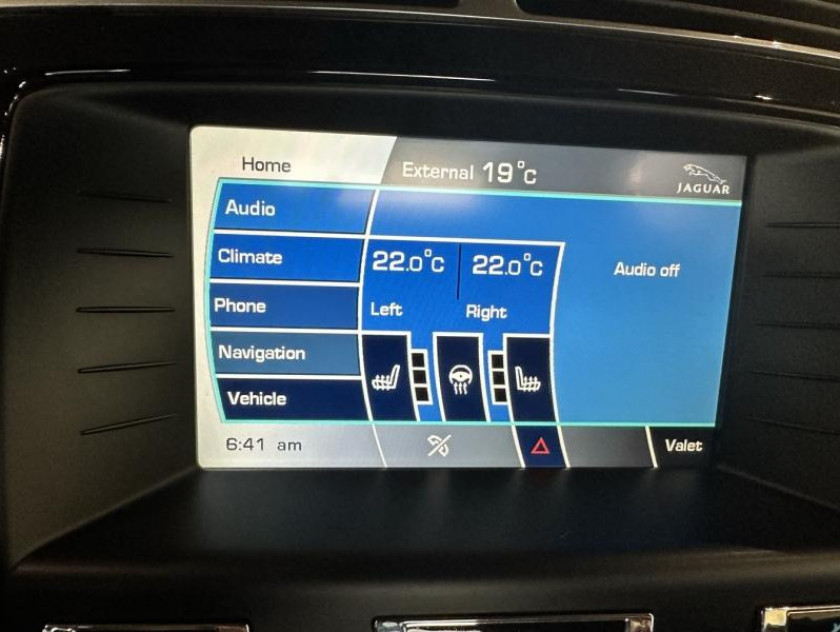 Home
External 19°c
JAGUAR
Audio
Climate
22.0°c 22.0°c
Audio off
Phone
Left Right
Navigation
Vehicle
6:41 am
Valet